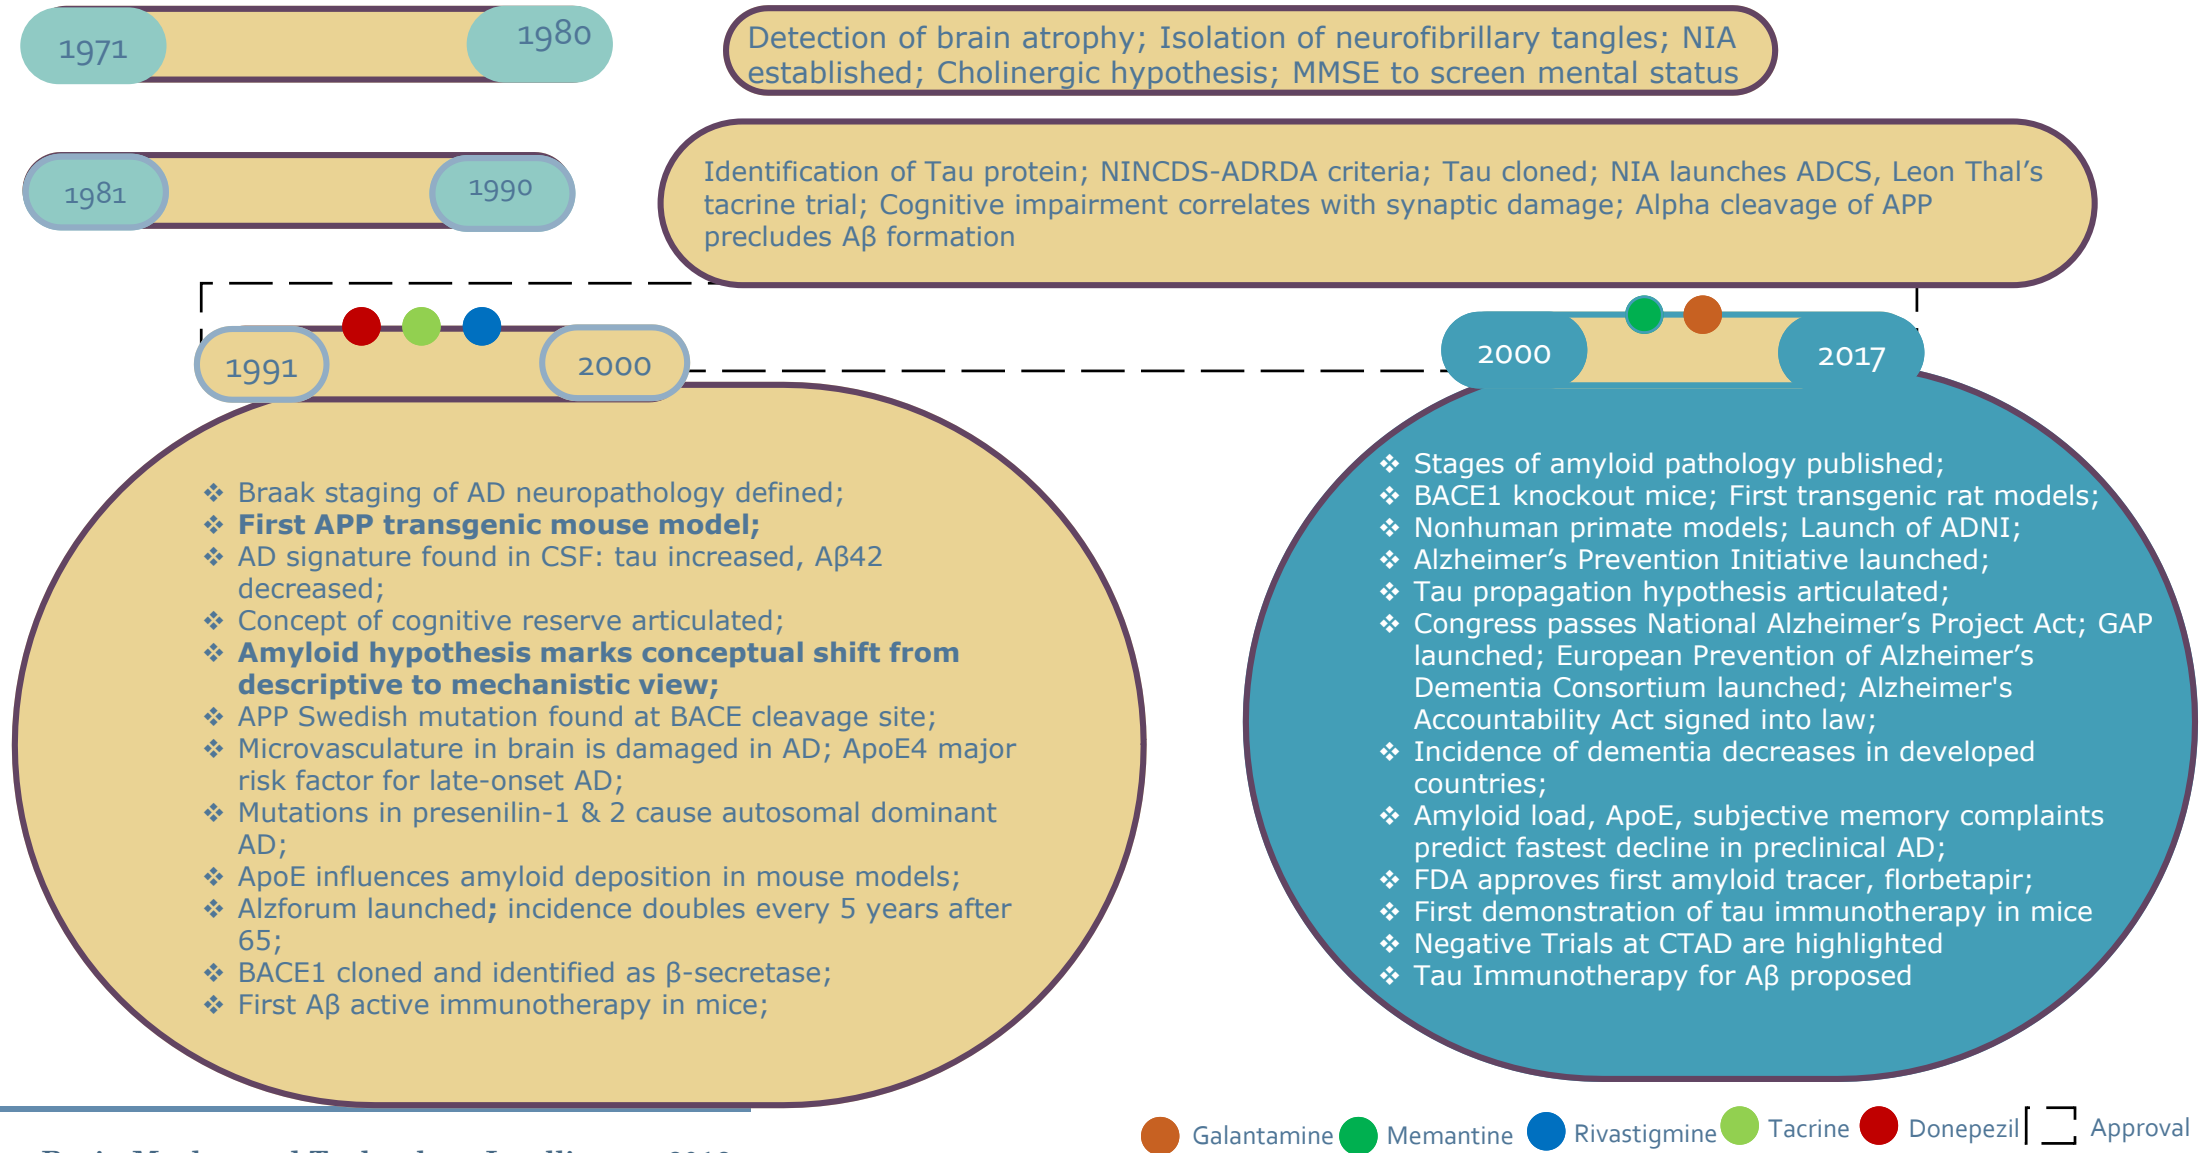 1971
1980
Detection of brain atrophy; Isolation of neurofibrillary tangles; NIA
established; Cholinergic hypothesis; MMSE to screen mental status
1981
1990
Identification of Tau protein; NINCDS-ADRDA criteria; Tau cloned; NIA launches ADCS, Leon Thal’s
tacrine trial; Cognitive impairment correlates with synaptic damage; Alpha cleavage of APP
precludes Aβ formation
1991
2000
❖ Braak staging of AD neuropathology defined;
❖ First APP transgenic mouse model;
❖ AD signature found in CSF: tau increased, Aβ42
decreased;
❖ Concept of cognitive reserve articulated;
❖ Amyloid hypothesis marks conceptual shift from
descriptive to mechanistic view;
❖ APP Swedish mutation found at BACE cleavage site;
❖ Microvasculature in brain is damaged in AD; ApoE4 major
risk factor for late-onset AD;
❖ Mutations in presenilin-1 & 2 cause autosomal dominant
AD;
❖ ApoE influences amyloid deposition in mouse models;
❖ Alzforum launched; incidence doubles every 5 years after
65;
❖ BACE1 cloned and identified as β-secretase;
❖ First Aβ active immunotherapy in mice;
2000
2017
❖ Stages of amyloid pathology published;
❖ BACE1 knockout mice; First transgenic rat models;
❖ Nonhuman primate models; Launch of ADNI;
❖ Alzheimer’s Prevention Initiative launched;
❖ Tau propagation hypothesis articulated;
❖ Congress passes National Alzheimer’s Project Act; GAP
launched; European Prevention of Alzheimer’s
Dementia Consortium launched; Alzheimer's
Accountability Act signed into law;
❖ Incidence of dementia decreases in developed
countries;
❖ Amyloid load, ApoE, subjective memory complaints
predict fastest decline in preclinical AD;
❖ FDA approves first amyloid tracer, florbetapir;
❖ First demonstration of tau immunotherapy in mice
❖ Negative Trials at CTAD are highlighted
❖ Tau Immunotherapy for Aβ proposed
Galantamine
Memantine
Rivastigmine
Tacrine
Donepezil
Approval